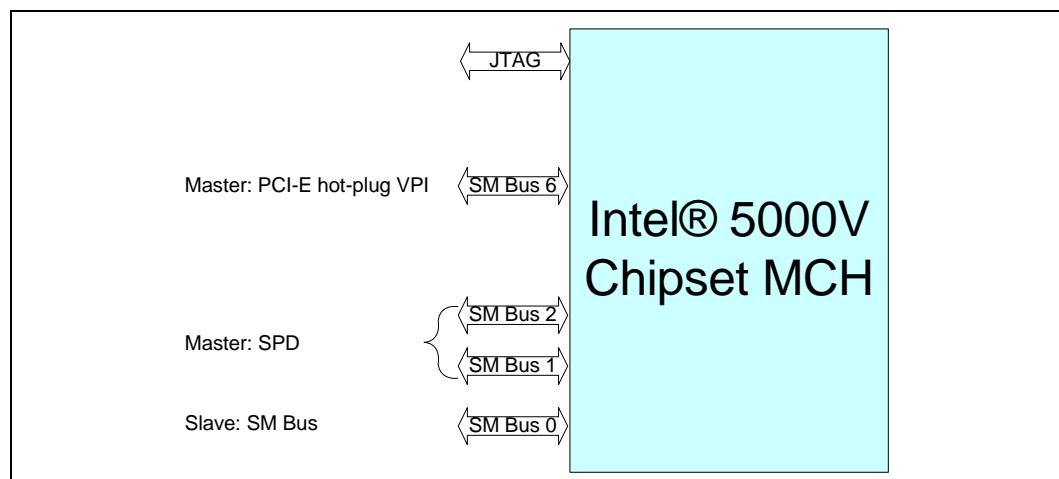 JTAG
Master: PCI-E hot-plug VPI
SM Bus 6
Intel® 5000V
Chipset MCH
SM Bus 2
Master: SPD
SM Bus 1
Slave: SM Bus
SM Bus 0